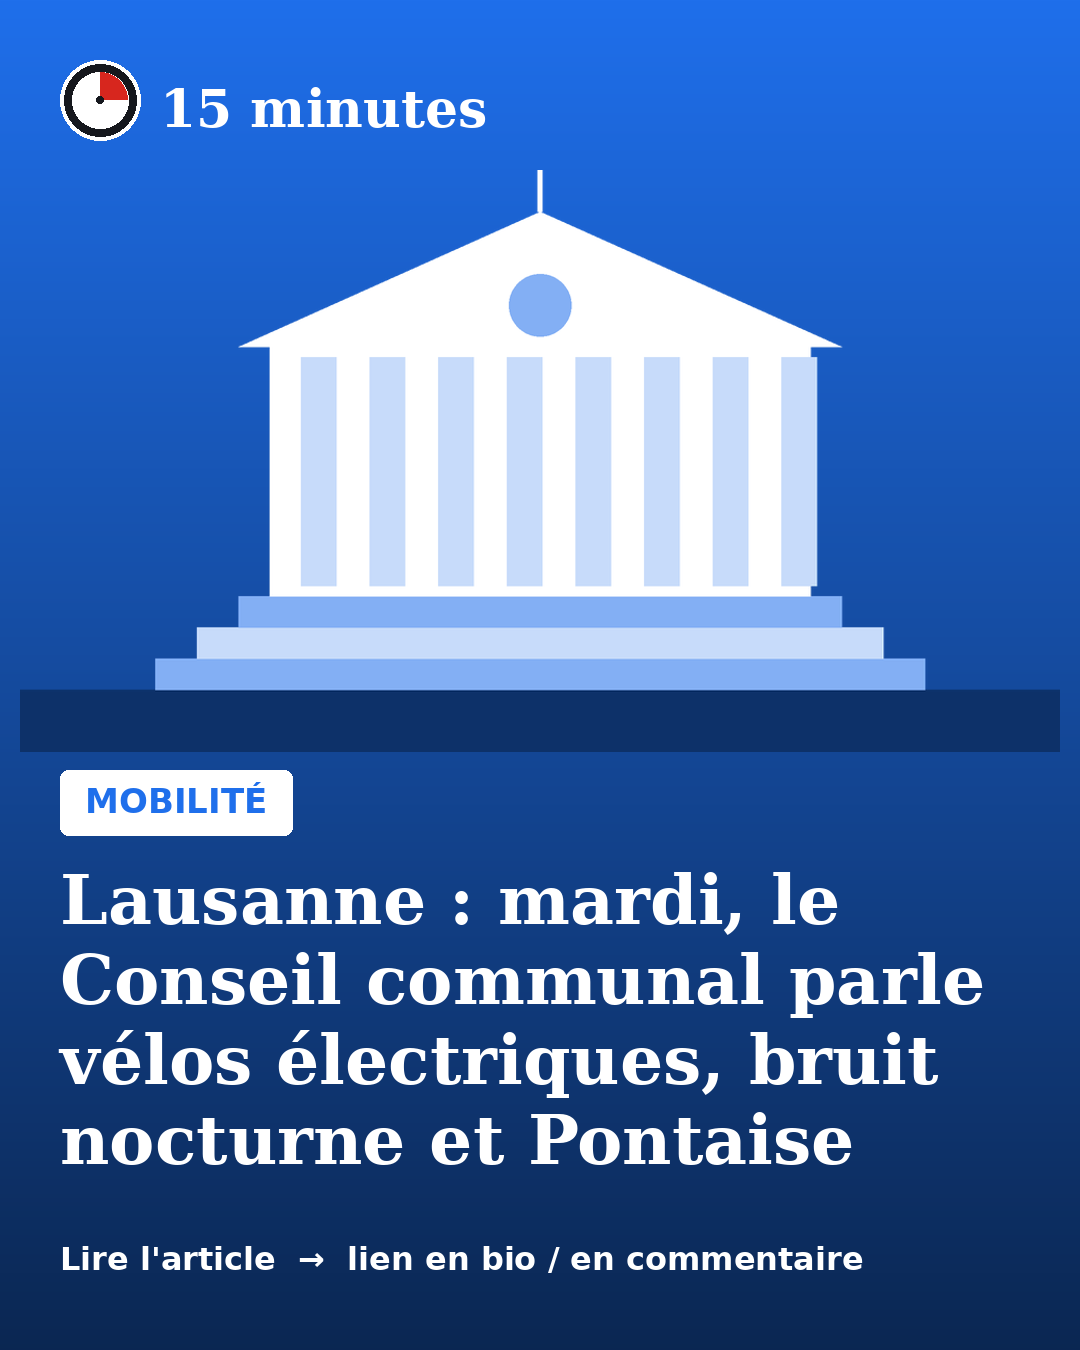 15 minutes
MOBILITÉ
Lausanne : mardi, le
Conseil communal parle
vélos électriques, bruit
nocturne et Pontaise
Lire l'article → lien en bio / en commentaire